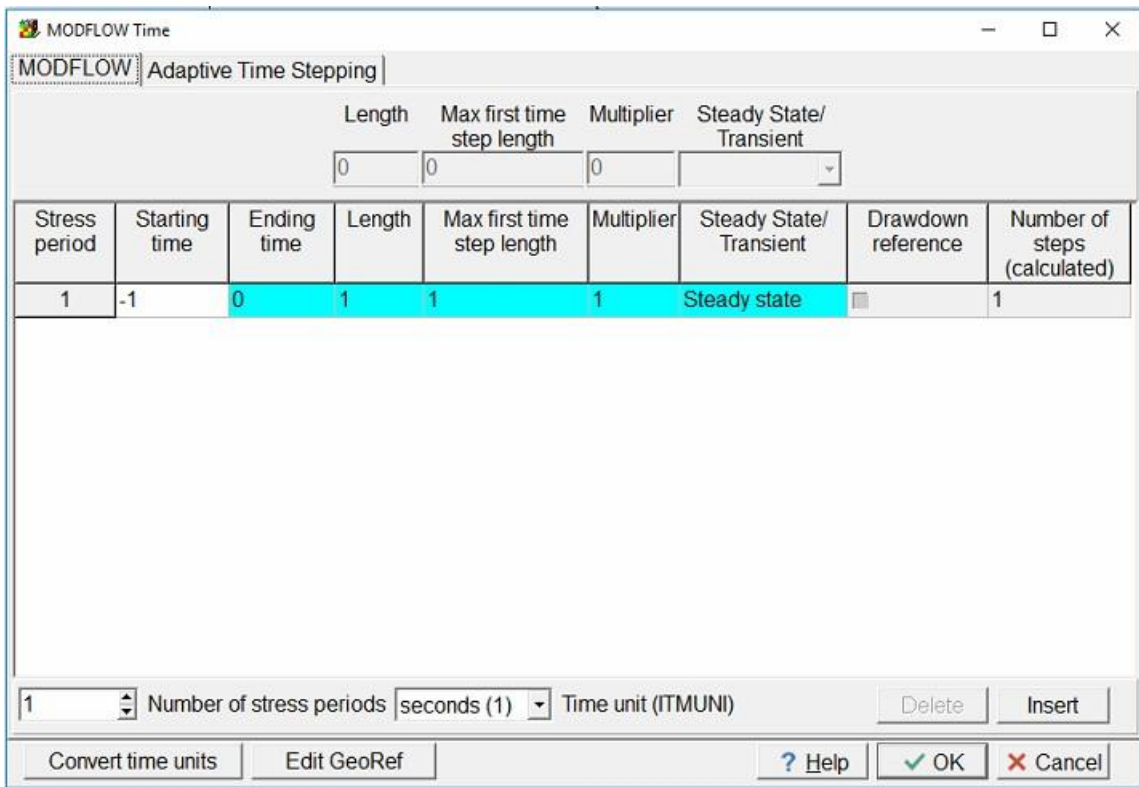 MODFLOW Time
MODFLOW Adaptive Time Stepping
Length Max first time step length Multiplier Steady State/ Transient
0 0 0
Stress period Starting time Ending time Length Max first time step length Multiplier Steady State/ Transient Drawdown reference Number of steps (calculated)
1 -1 0 1 1 1 Steady state 1
1 Number of stress periods seconds (1) Time unit (ITMUNI) Delete Insert
Convert time units Edit GeoRef ? Help OK Cancel